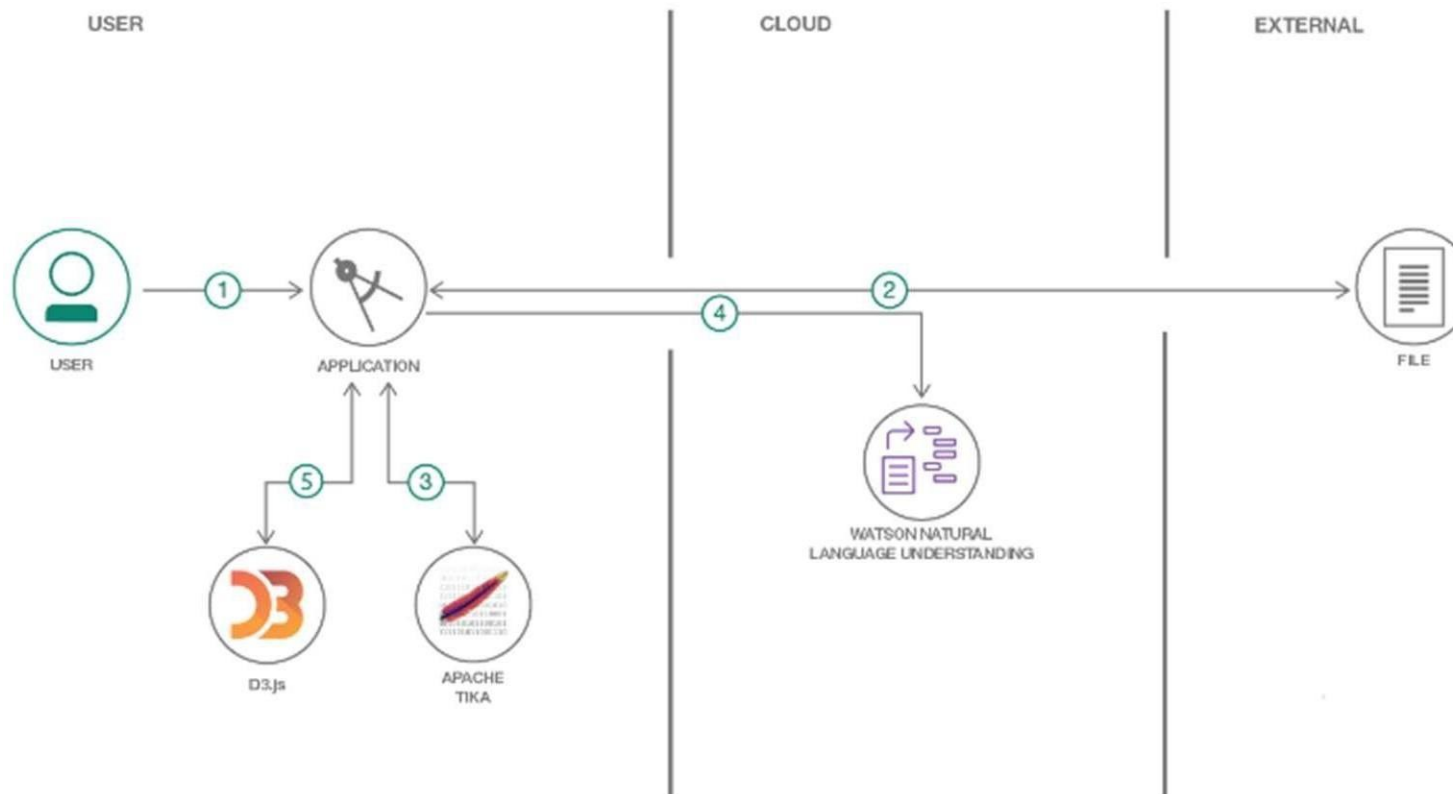 USER
CLOUD
EXTERNAL
1
2
4
USER
APPLICATION
FILE
5
3
WATSON NATURAL
LANGUAGE UNDERSTANDING
D3
D3.js
APACHE
TIKA